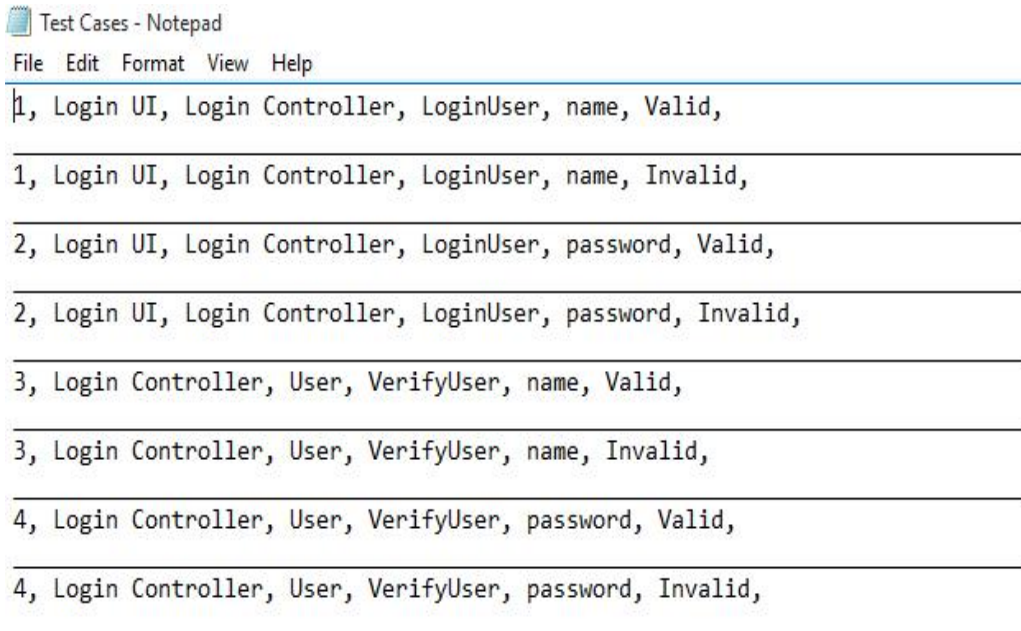 Test Cases - Notepad
File Edit Format View Help
1, Login UI, Login Controller, LoginUser, name, Valid,
1, Login UI, Login Controller, LoginUser, name, Invalid,
2, Login UI, Login Controller, LoginUser, password, Valid,
2, Login UI, Login Controller, LoginUser, password, Invalid,
3, Login Controller, User, VerifyUser, name, Valid,
3, Login Controller, User, VerifyUser, name, Invalid,
4, Login Controller, User, VerifyUser, password, Valid,
4, Login Controller, User, VerifyUser, password, Invalid,